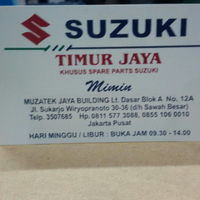 SUZUKI
TIMUR JAYA
KHUSUS SPARE PARTS SUZUKI
Mimin
MUZATEK JAYA BUILDING Lt. Dasar Blok A No, 12A
Jl. Sukarjo Wiryopranoto 36-36 (d/h Sawah Besar)
Telp. 3507685 Hp. 0811 577 3088, 0855 106 0010
Jakarta Pusat
HARI MINGGU / LIBUR : BUKA JAM 09.30 - 14.00